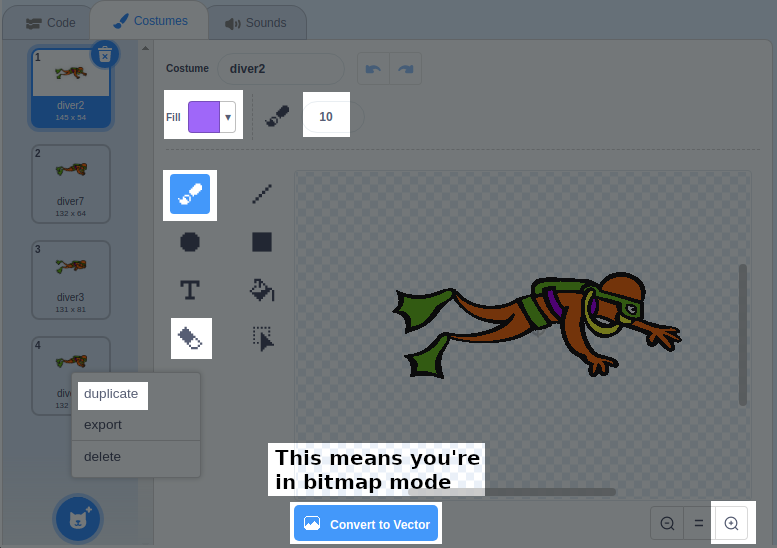 Code
Costumes
Sounds
1
diver2
145 x 54
2
diver7
132 x 64
3
diver3
131 x 81
4
132
duplicate
export
delete
Costume
diver2
Fill
10
T
This means you're
in bitmap mode
Convert to Vector